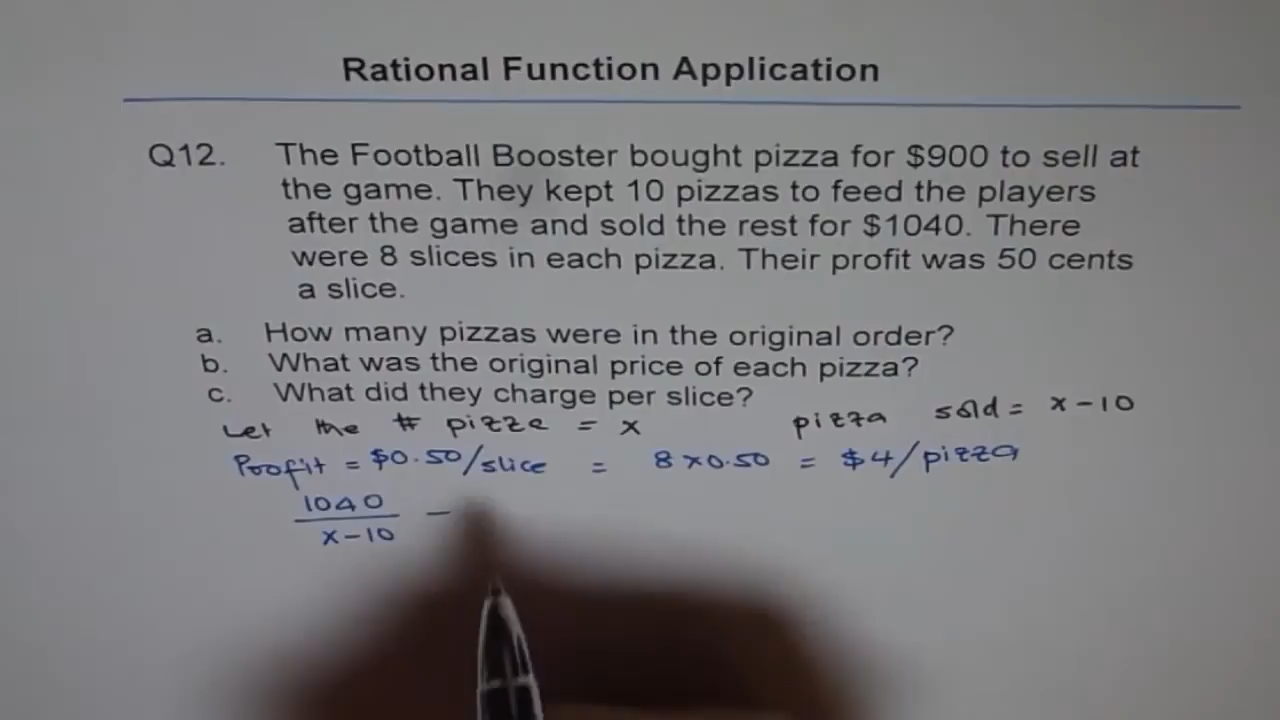 Rational Function Application
Q12. The Football Booster bought pizza for $900 to sell at
the game. They kept 10 pizzas to feed the players
after the game and sold the rest for $1040. There
were 8 slices in each pizza. Their profit was 50 cents
a slice.
a. How many pizzas were in the original order?
b. What was the original price of each pizza?
c. What did they charge per slice?
Let the # pizze = x pizza sold = x-10
Profit = $0.50/slice = 8 x 0.50 = $4/pizza
1040
x-10 -